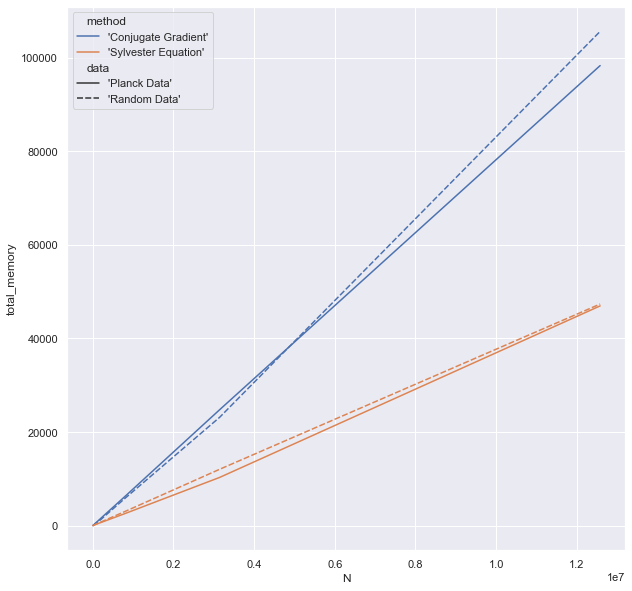 method
'Conjugate Gradient'
'Sylvester Equation'
data
'Planck Data'
'Random Data'
total_memory
100000
80000
60000
40000
20000
0
0.0 0.2 0.4 0.6 0.8 1.0 1.2
1e7
N